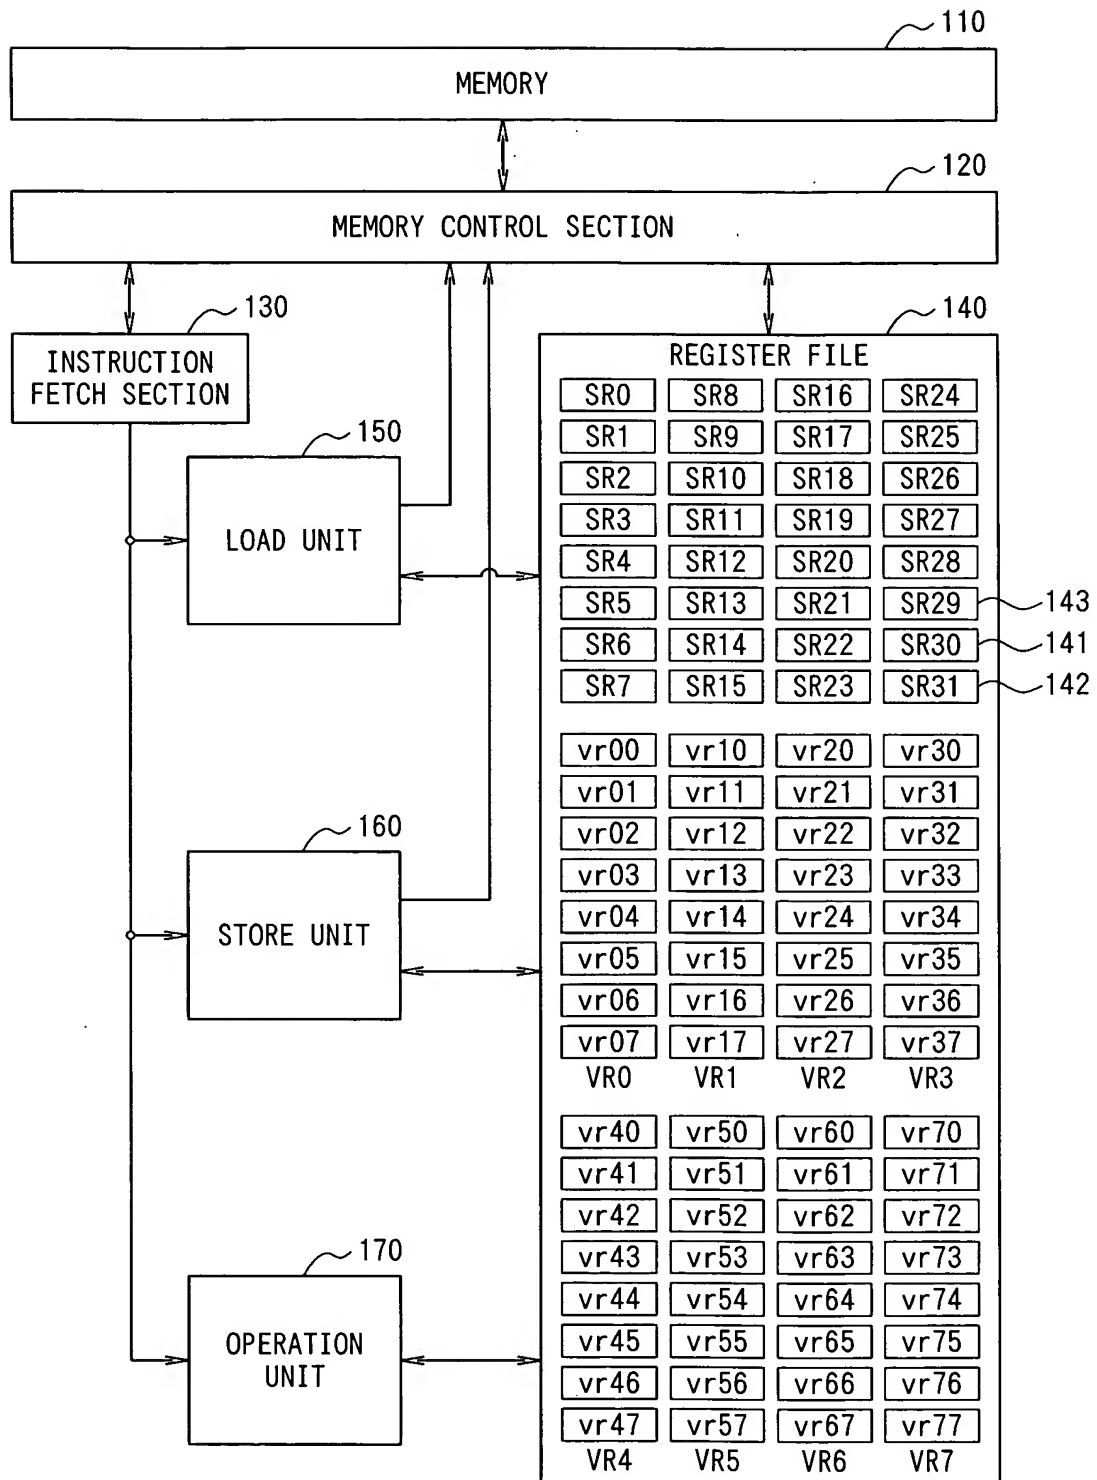 110
MEMORY
120
MEMORY CONTROL SECTION
130
INSTRUCTION
FETCH SECTION
140
REGISTER FILE
SR0 SR8 SR16 SR24
SR1 SR9 SR17 SR25
SR2 SR10 SR18 SR26
SR3 SR11 SR19 SR27
SR4 SR12 SR20 SR28
SR5 SR13 SR21 SR29 143
SR6 SR14 SR22 SR30 141
SR7 SR15 SR23 SR31 142
150
LOAD UNIT
vr00 vr10 vr20 vr30
vr01 vr11 vr21 vr31
vr02 vr12 vr22 vr32
vr03 vr13 vr23 vr33
vr04 vr14 vr24 vr34
vr05 vr15 vr25 vr35
vr06 vr16 vr26 vr36
vr07 vr17 vr27 vr37
VR0 VR1 VR2 VR3
160
STORE UNIT
vr40 vr50 vr60 vr70
vr41 vr51 vr61 vr71
vr42 vr52 vr62 vr72
vr43 vr53 vr63 vr73
vr44 vr54 vr64 vr74
vr45 vr55 vr65 vr75
vr46 vr56 vr66 vr76
vr47 vr57 vr67 vr77
VR4 VR5 VR6 VR7
170
OPERATION
UNIT